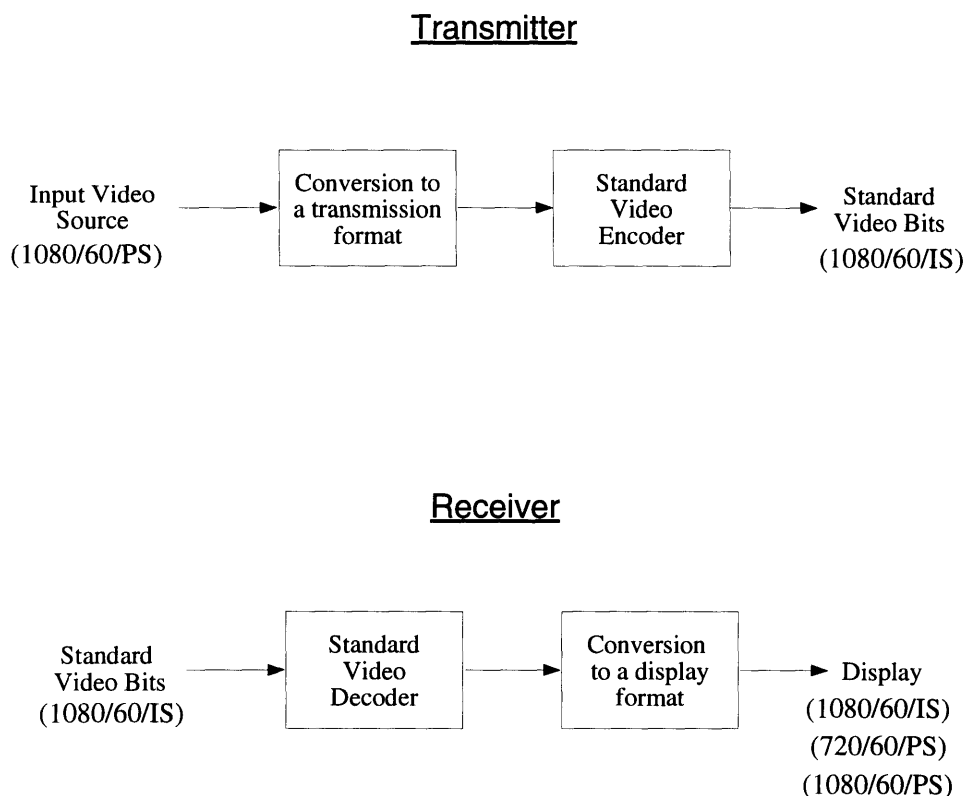 Transmitter
Input Video
Source
(1080/60/PS)
Conversion to
a transmission
format
Standard
Video
Encoder
Standard
Video Bits
(1080/60/IS)
Receiver
Standard
Video Bits
(1080/60/IS)
Standard
Video
Decoder
Conversion
to a display
format
Display
(1080/60/IS)
(720/60/PS)
(1080/60/PS)